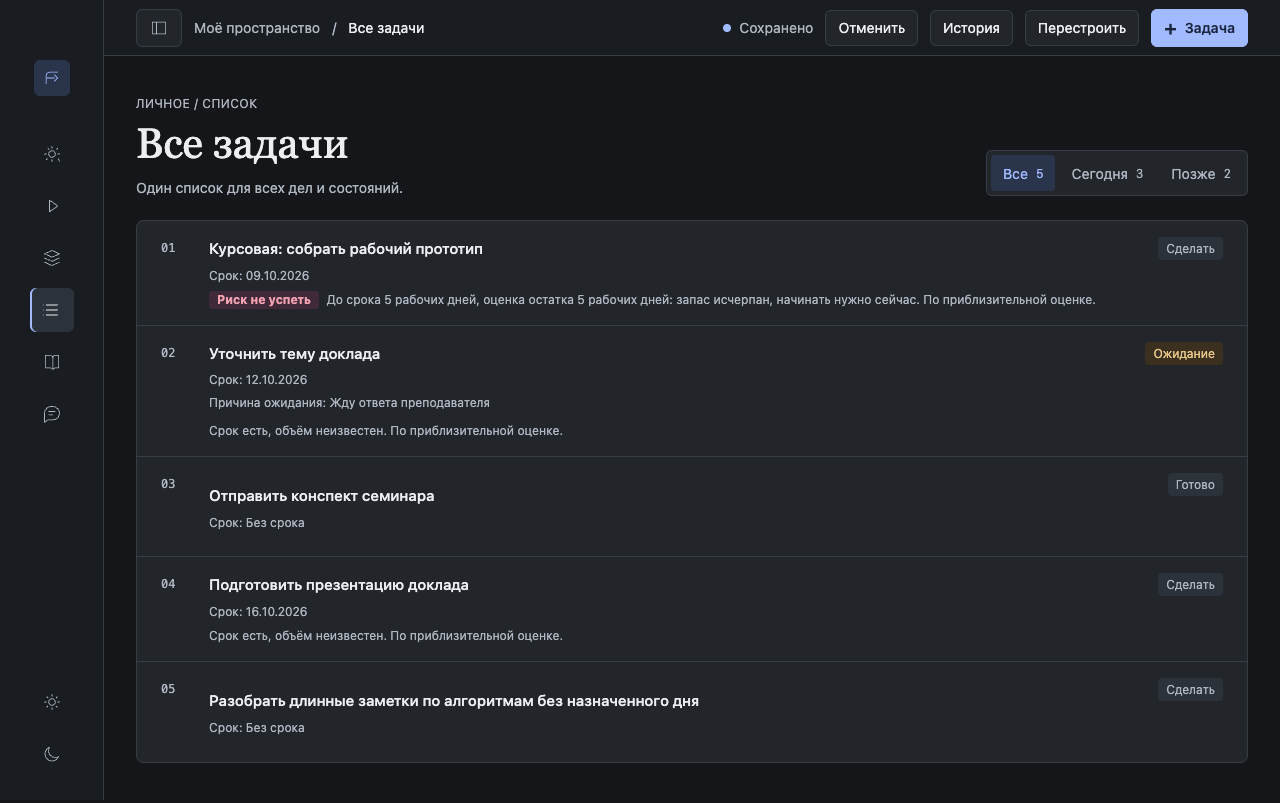 Моё пространство / Все задачи
Сохранено
Отменить
История
Перестроить
+ Задача
ЛИЧНОЕ / СПИСОК
Все задачи
Один список для всех дел и состояний.
Все 5
Сегодня 3
Позже 2
01
Курсовая: собрать рабочий прототип
Сделать
Срок: 09.10.2026
Риск не успеть До срока 5 рабочих дней, оценка остатка 5 рабочих дней: запас исчерпан, начинать нужно сейчас. По приблизительной оценке.
02
Уточнить тему доклада
Ожидание
Срок: 12.10.2026
Причина ожидания: Жду ответа преподавателя
Срок есть, объём неизвестен. По приблизительной оценке.
03
Отправить конспект семинара
Готово
Срок: Без срока
04
Подготовить презентацию доклада
Сделать
Срок: 16.10.2026
Срок есть, объём неизвестен. По приблизительной оценке.
05
Разобрать длинные заметки по алгоритмам без назначенного дня
Сделать
Срок: Без срока